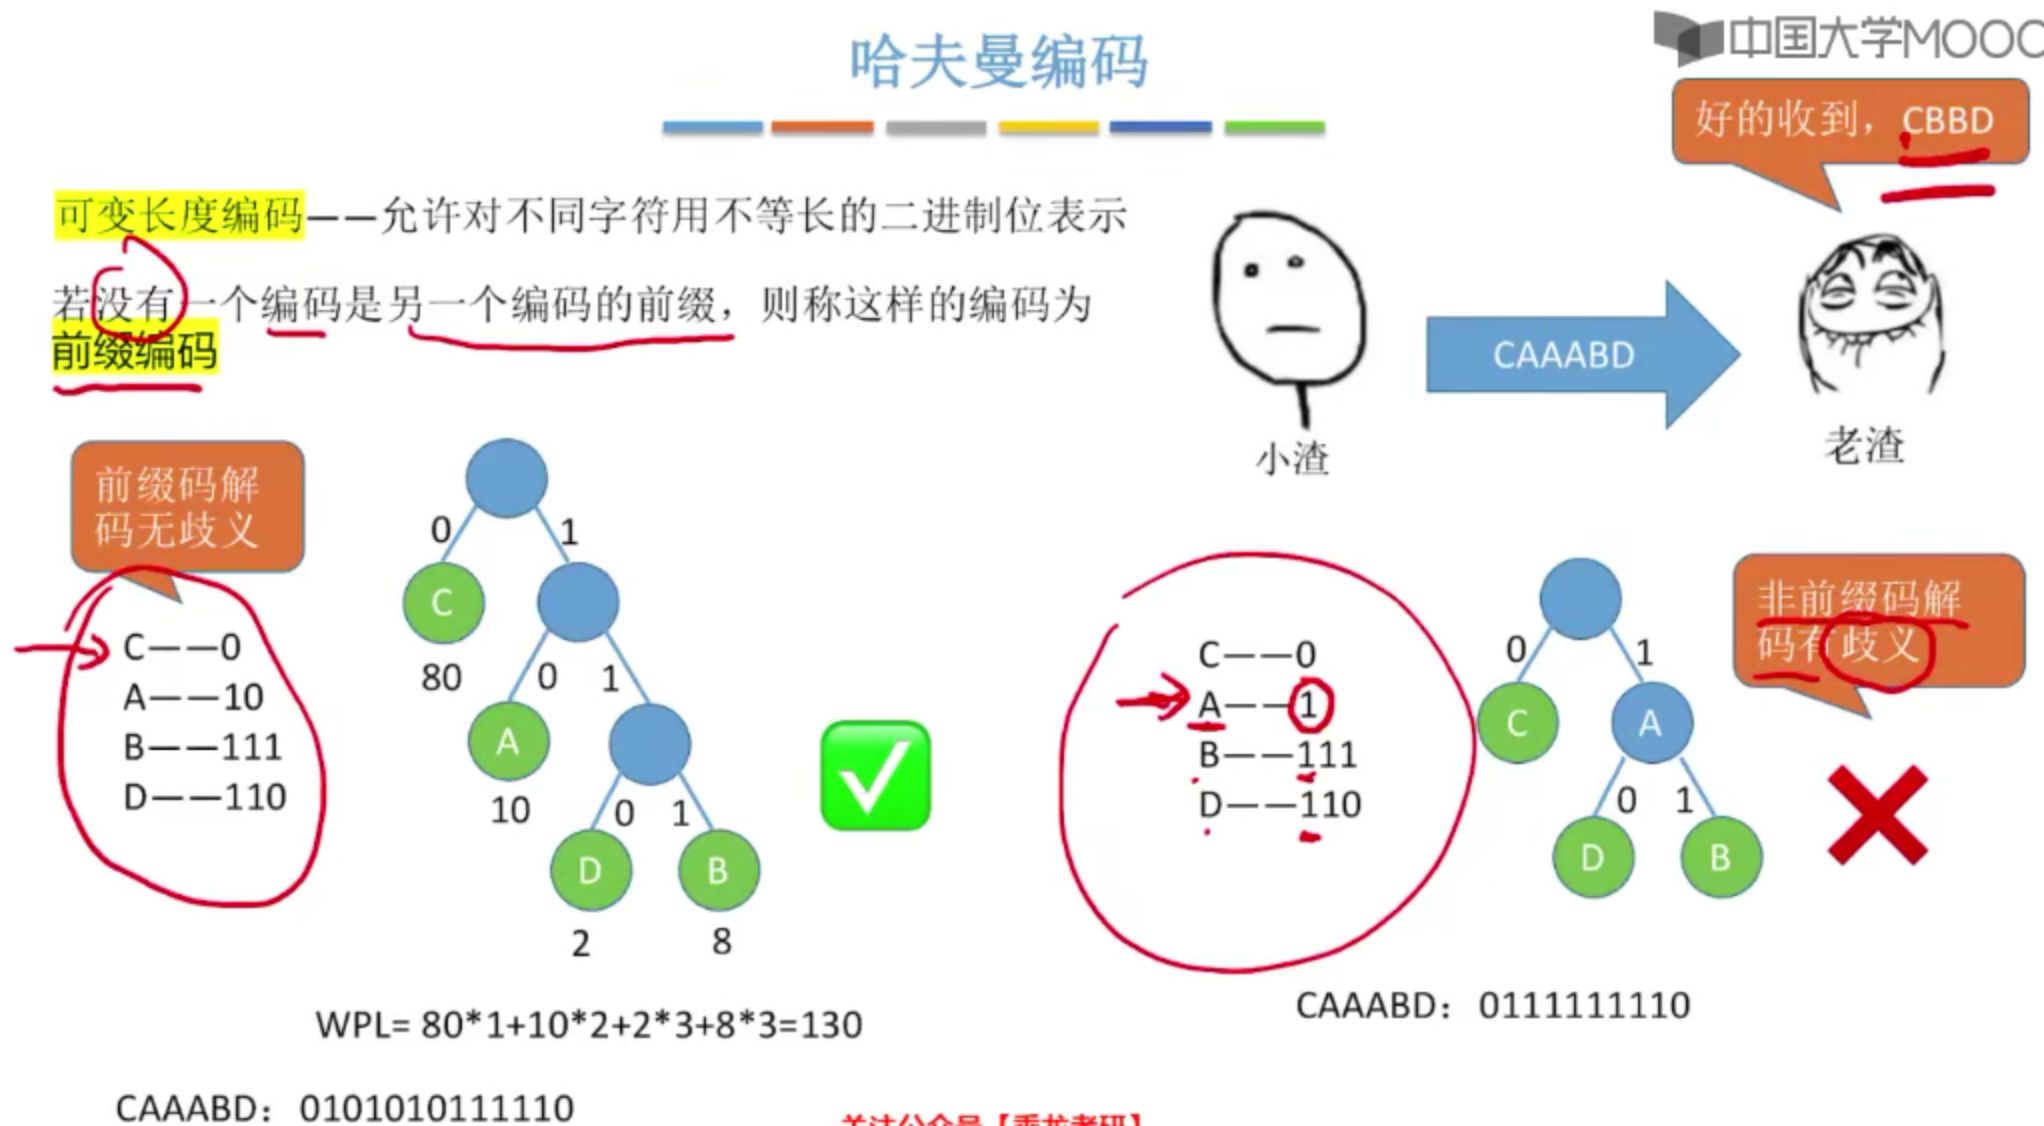 中国大学MOOC
哈夫曼编码
好的收到，CBBD
可变长度编码——允许对不同字符用不等长的二进制位表示
若没有一个编码是另一个编码的前缀，则称这样的编码为
前缀编码
CAAABD
小渣
老渣
前缀码解
码无歧义
C——0
A——10
B——111
D——110
0
1
C
80
0
1
A
10
0
1
D
B
2
8
WPL= 80*1+10*2+2*3+8*3=130
CAAABD：0101010111110
C——0
A——1
B——111
D——110
0
1
C
A
0
1
D
B
非前缀码解
码有歧义
CAAABD：0111111110